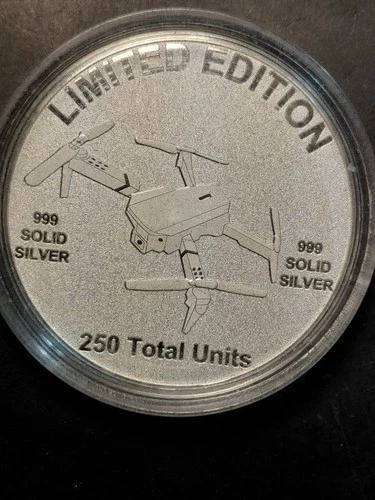 LIMITED EDITION
999
SOLID
SILVER
999
SOLID
SILVER
250 Total Units